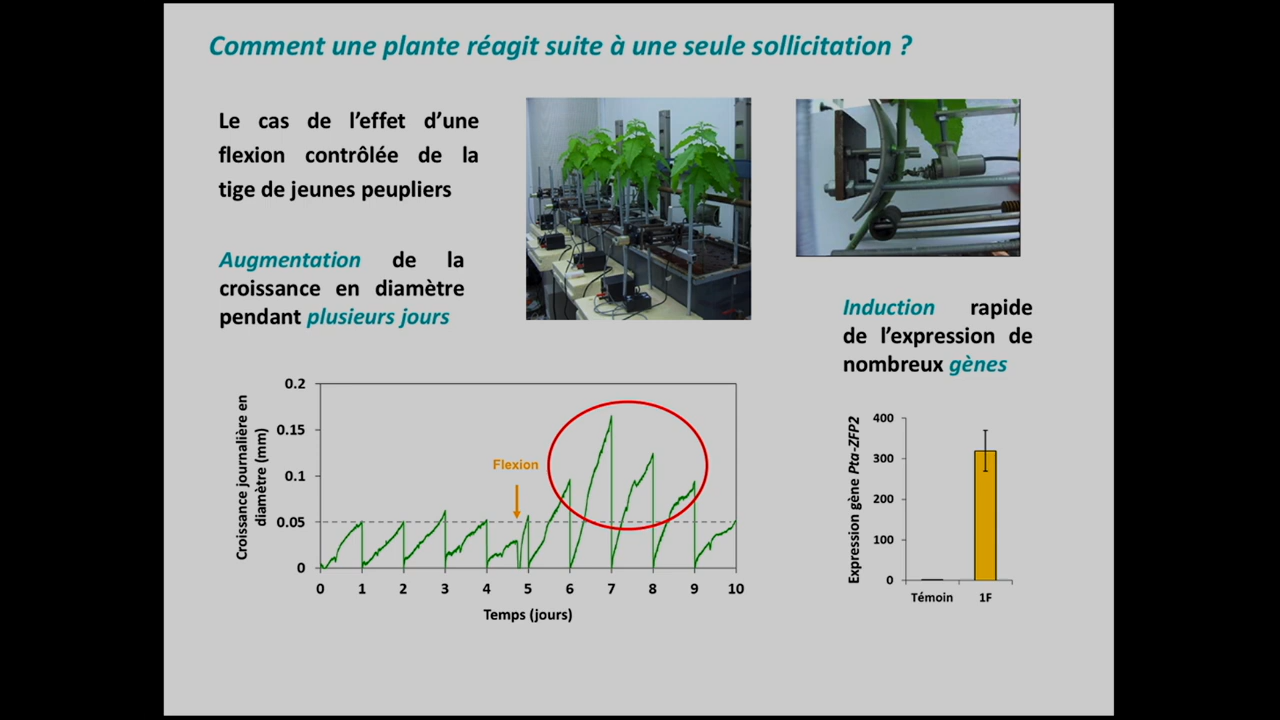 Comment une plante réagit suite à une seule sollicitation ?
Le cas de l'effet d'une
flexion contrôlée de la
tige de jeunes peupliers
Augmentation de la
croissance en diamètre
pendant plusieurs jours
Induction rapide
de l'expression de
nombreux gènes
Croissance journalière en
diamètre (mm)
0.2
0.15
0.1
0.05
0
Flexion
0 1 2 3 4 5 6 7 8 9 10
Temps (jours)
Expression gène Pta-ZFP2
400
300
200
100
0
Témoin 1F